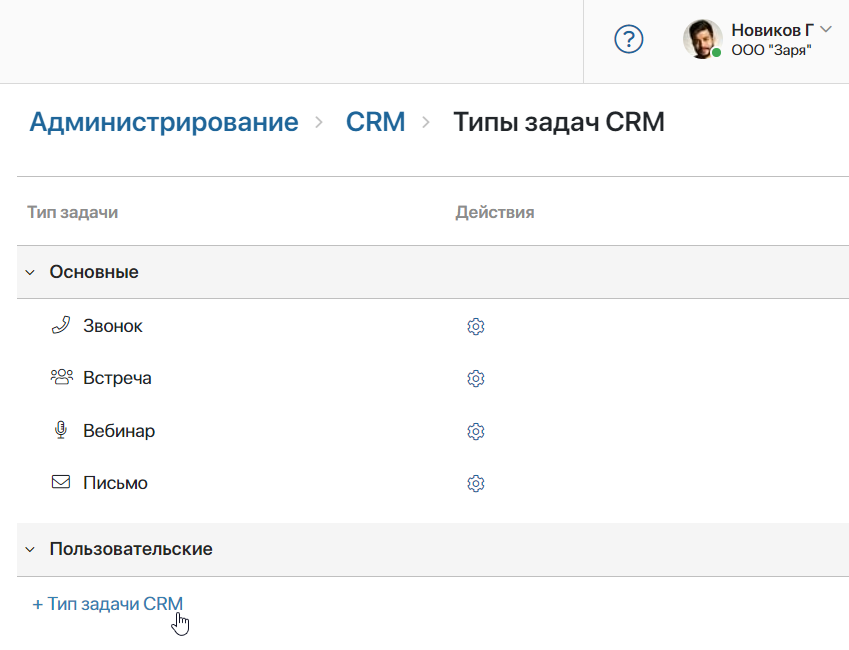 ?
Новиков Г
ООО "Заря"
Администрирование > CRM > Типы задач CRM
Тип задачи Действия
Основные
Звонок
Встреча
Вебинар
Письмо
Пользовательские
+ Тип задачи CRM